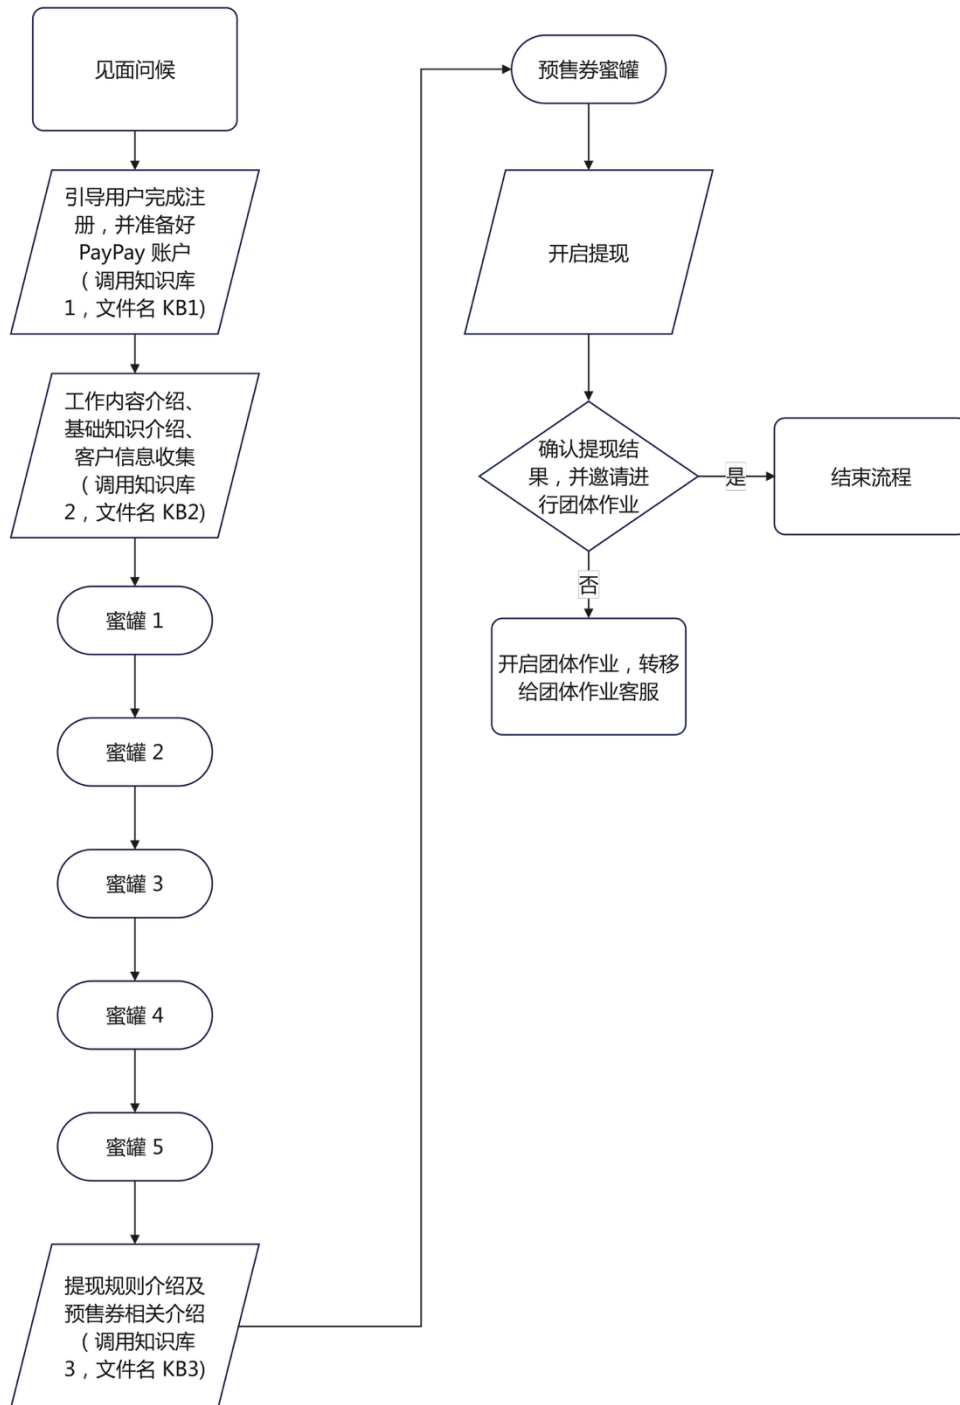 见面问候
引导用户完成注
册，并准备好
PayPay 账户
（调用知识库
1，文件名 KB1)
工作内容介绍、
基础知识介绍、
客户信息收集
（调用知识库
2，文件名 KB2)
蜜罐 1
蜜罐 2
蜜罐 3
蜜罐 4
蜜罐 5
提现规则介绍及
预售券相关介绍
（调用知识库
3，文件名 KB3)
预售券蜜罐
开启提现
确认提现结
果，并邀请进
行团体作业
是
结束流程
否
开启团体作业，转移
给团体作业客服